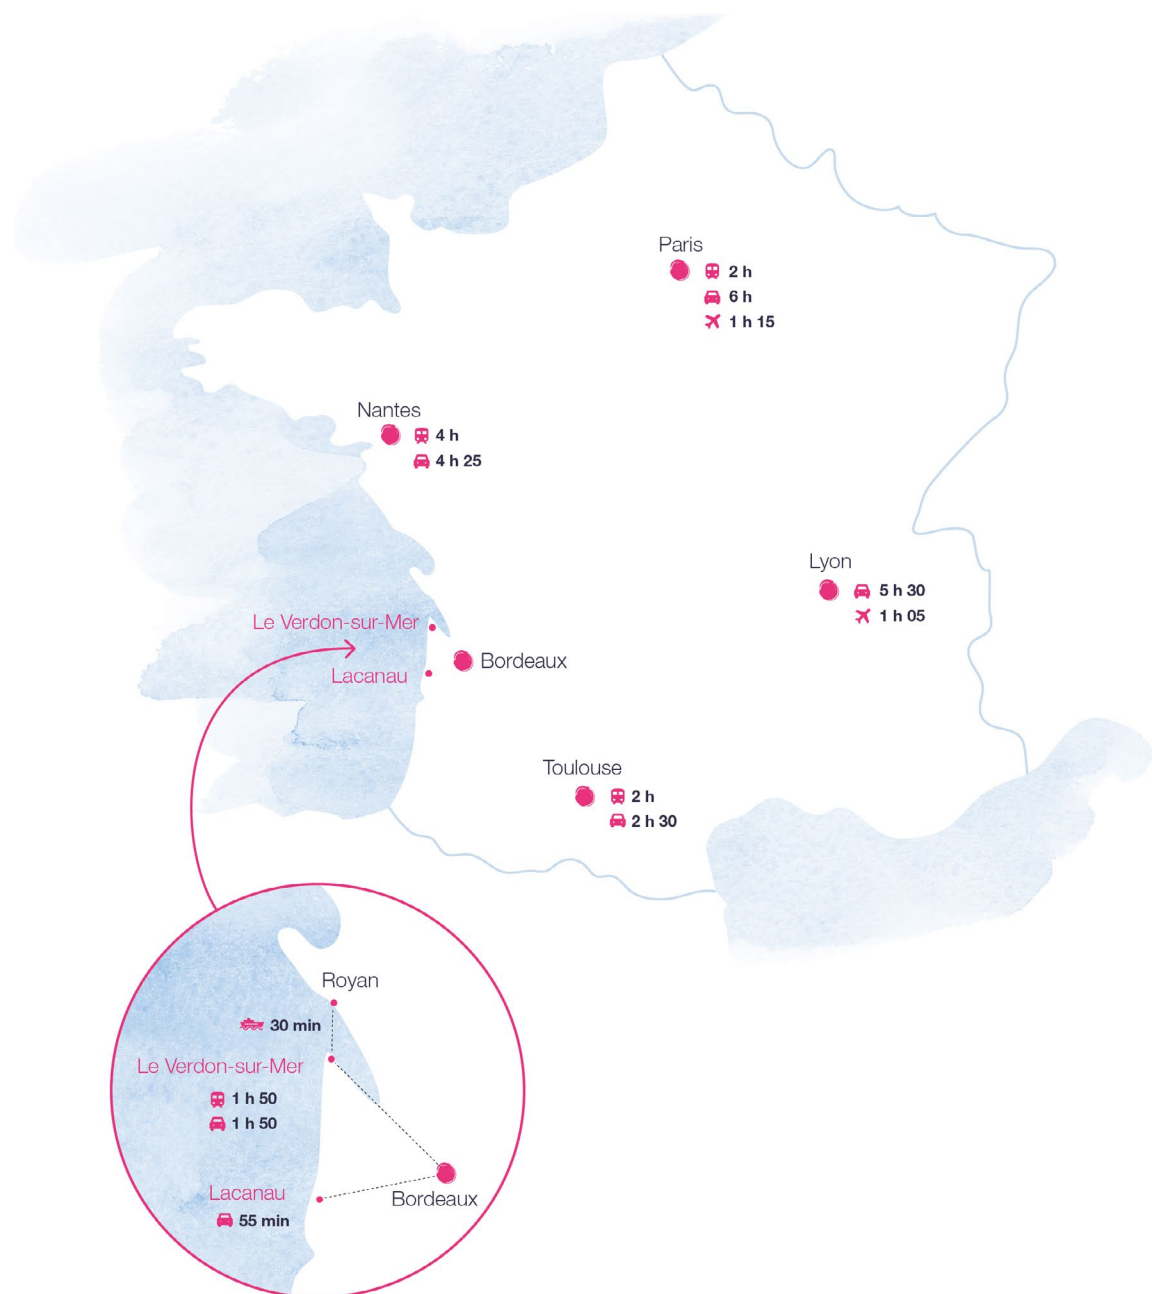 Paris
2 h
6 h
1 h 15
Nantes
4 h
4 h 25
Lyon
5 h 30
1 h 05
Le Verdon-sur-Mer
Bordeaux
Lacanau
Toulouse
2 h
2 h 30
Royan
30 min
Le Verdon-sur-Mer
1 h 50
1 h 50
Lacanau
55 min
Bordeaux